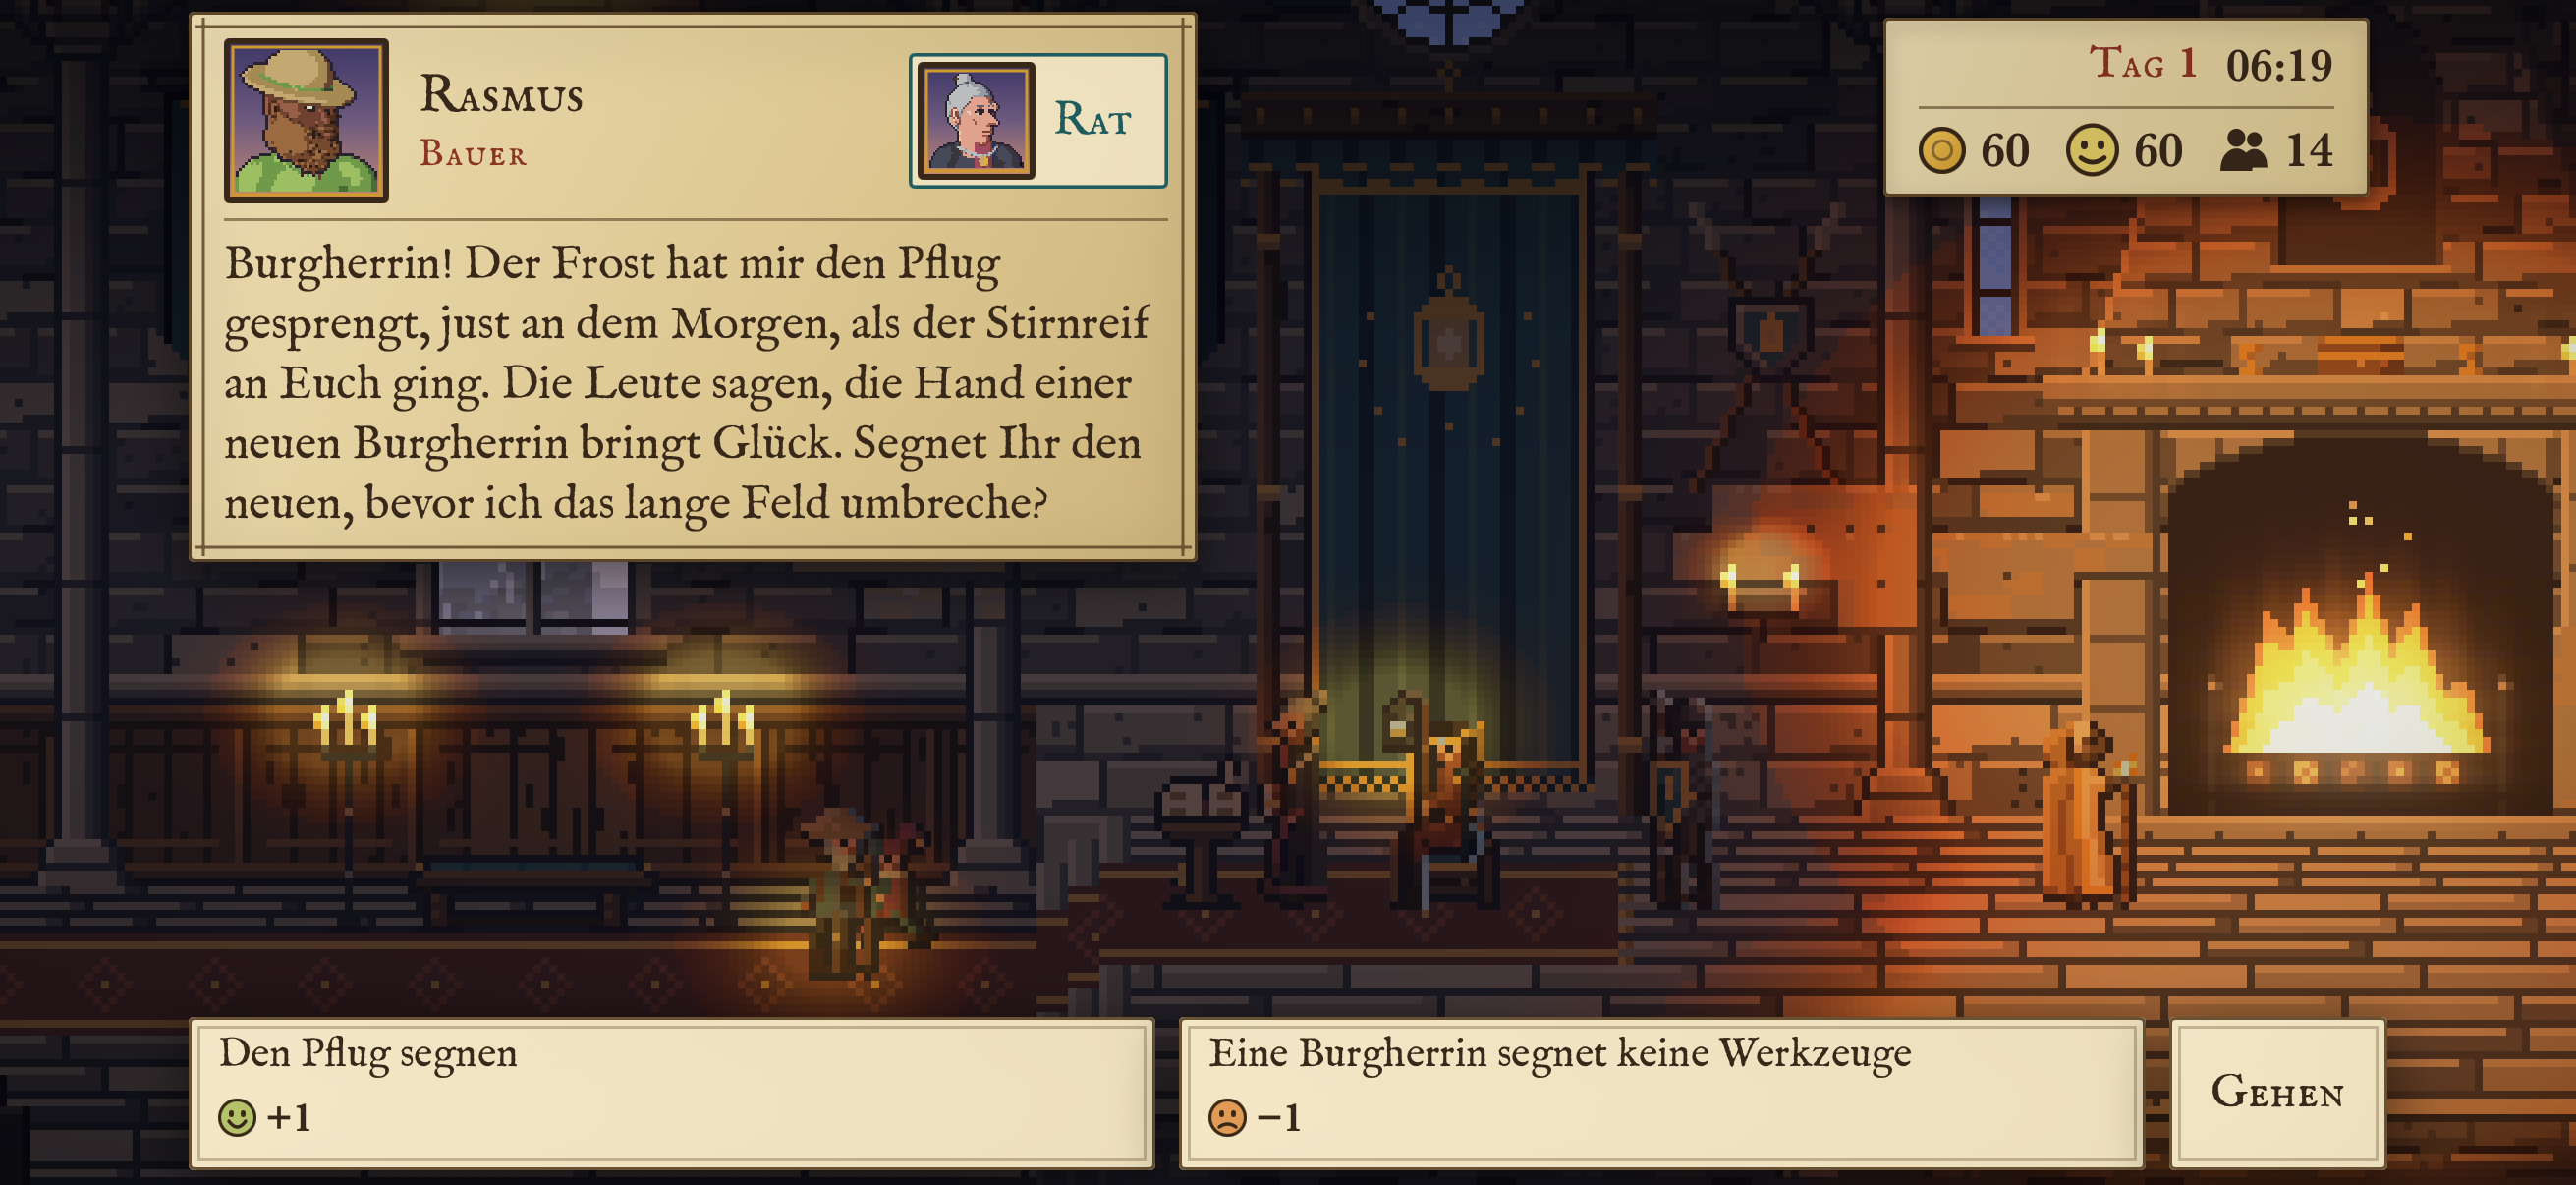 Rasmus
Bauer
Rat
Burgherrin! Der Frost hat mir den Pflug
gesprengt, just an dem Morgen, als der Stirnreif
an Euch ging. Die Leute sagen, die Hand einer
neuen Burgherrin bringt Glück. Segnet Ihr den
neuen, bevor ich das lange Feld umbreche?
Tag 1 06:19
60 60 14
Den Pflug segnen
+1
Eine Burgherrin segnet keine Werkzeuge
−1
Gehen